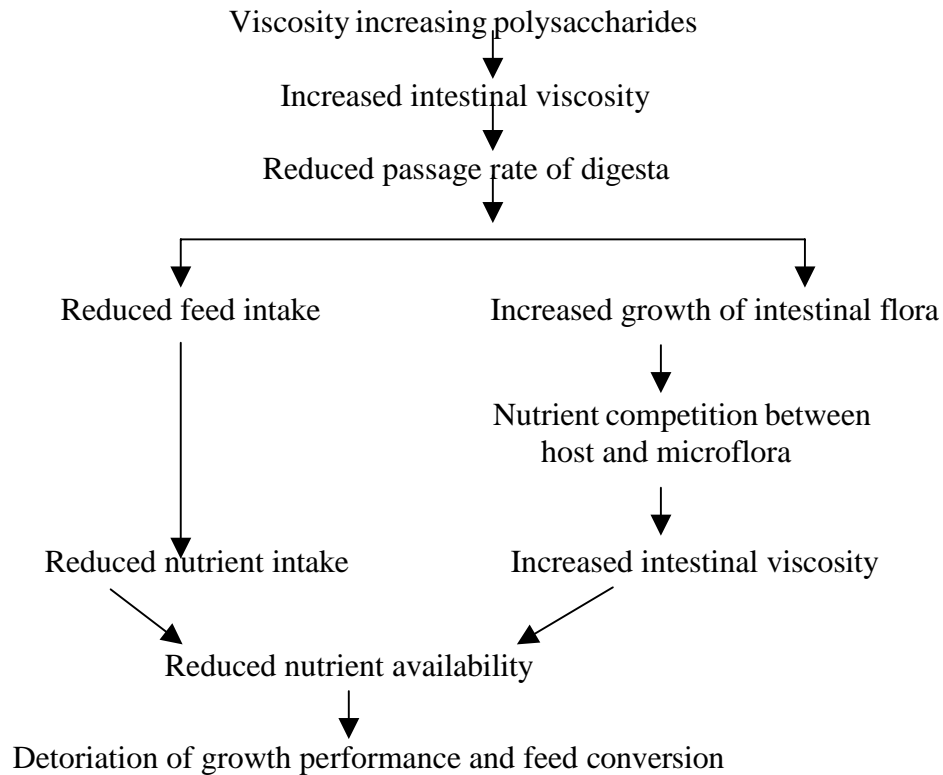 Viscosity increasing polysaccharides
Increased intestinal viscosity
Reduced passage rate of digesta
Reduced feed intake
Increased growth of intestinal flora
Nutrient competition between
host and microflora
Reduced nutrient intake
Increased intestinal viscosity
Reduced nutrient availability
Detoriation of growth performance and feed conversion